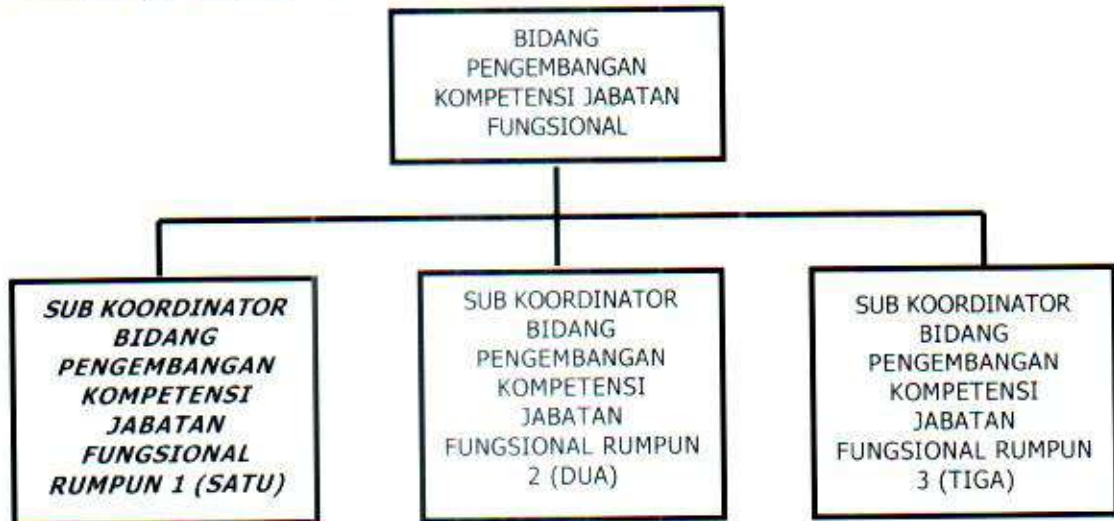 BIDANG
PENGEMBANGAN
KOMPETENSI JABATAN
FUNGSIONAL
SUB KOORDINATOR
BIDANG
PENGEMBANGAN
KOMPETENSI
JABATAN
FUNGSIONAL
RUMPUN 1 (SATU)
SUB KOORDINATOR
BIDANG
PENGEMBANGAN
KOMPETENSI
JABATAN
FUNGSIONAL RUMPUN
2 (DUA)
SUB KOORDINATOR
BIDANG
PENGEMBANGAN
KOMPETENSI
JABATAN
FUNGSIONAL RUMPUN
3 (TIGA)